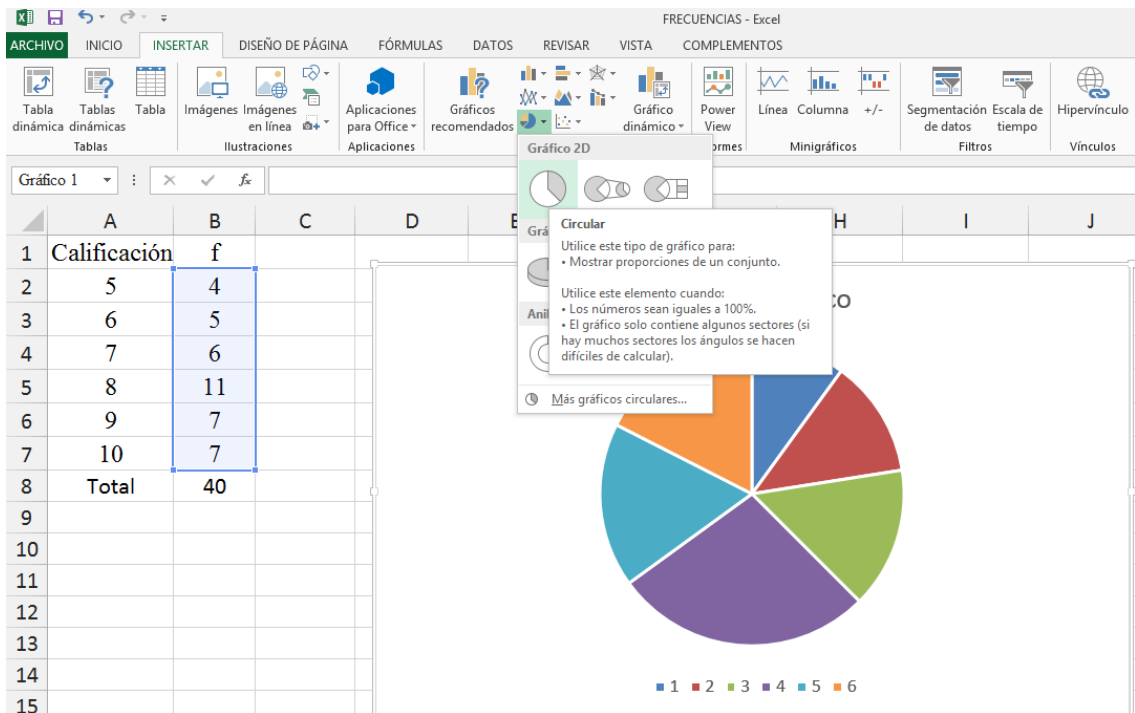 FRECUENCIAS - Excel
ARCHIVO INICIO INSERTAR DISEÑO DE PÁGINA FÓRMULAS DATOS REVISAR VISTA COMPLEMENTOS
Tabla Tablas Tabla Imágenes Imágenes Aplicaciones Gráficos Gráfico Power Línea Columna +/- Segmentación Escala de Hipervínculo
dinámica dinámicas en línea para Office recomendados dinámico View de datos tiempo
Tablas Ilustraciones Aplicaciones ormes Minigráficos Filtros Vínculos
Gráfico 2D
Gráfico 1 fx
A B C D E H I J
Grá
Circular
Utilice este tipo de gráfico para:
• Mostrar proporciones de un conjunto.
Utilice este elemento cuando:
• Los números sean iguales a 100%.
• El gráfico solo contiene algunos sectores (si
hay muchos sectores los ángulos se hacen
difíciles de calcular).
Anil
Más gráficos circulares...
co
1 Calificación f
2 5 4
3 6 5
4 7 6
5 8 11
6 9 7
7 10 7
8 Total 40
9
10
11
12
13
14
15
1 2 3 4 5 6